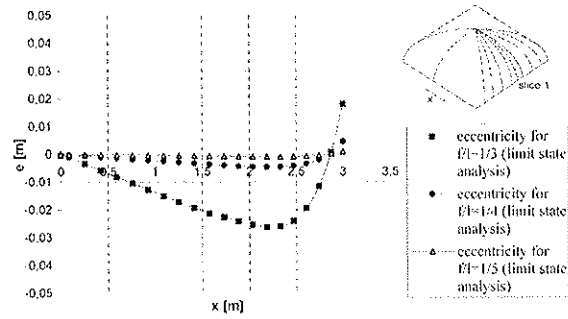 0,05
0,04
0,03
0,02
0,01
0
-0,01
-0,02
-0,03
-0,04
-0,05
e [m]
0,5
1
1,5
2
2,5
3
3,5
x [m]
slice 1
x
eccentricity for
f/l=1/3 (limit state
analysis)
eccentricity for
f/l=1/4 (limit state
analysis)
eccentricity for
f/l=1/5 (limit state
analysis)